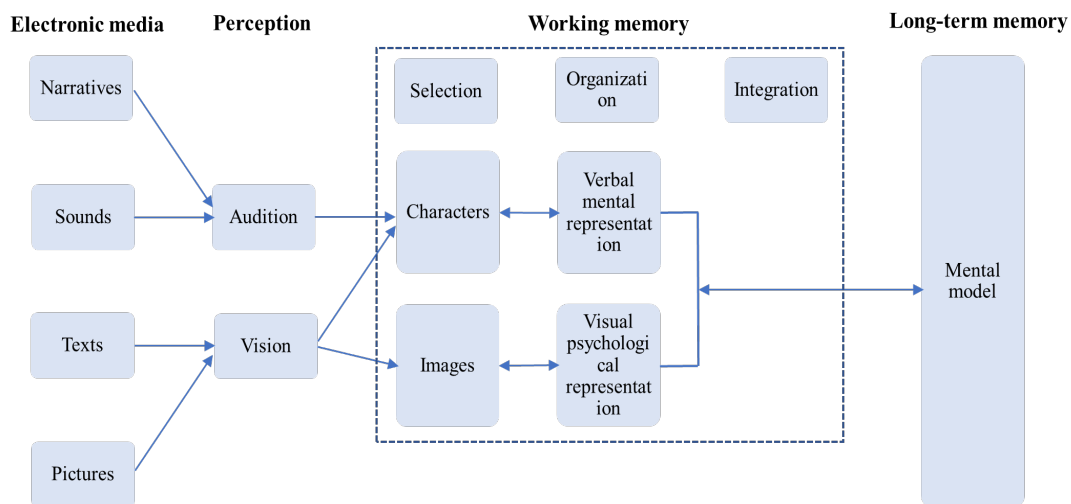 Electronic media
Perception
Working memory
Long-term memory
Narratives
Sounds
Texts
Pictures
Audition
Vision
Selection
Organizati
on
Integration
Characters
Verbal
mental
representat
ion
Images
Visual
psychologi
cal
representat
ion
Mental
model